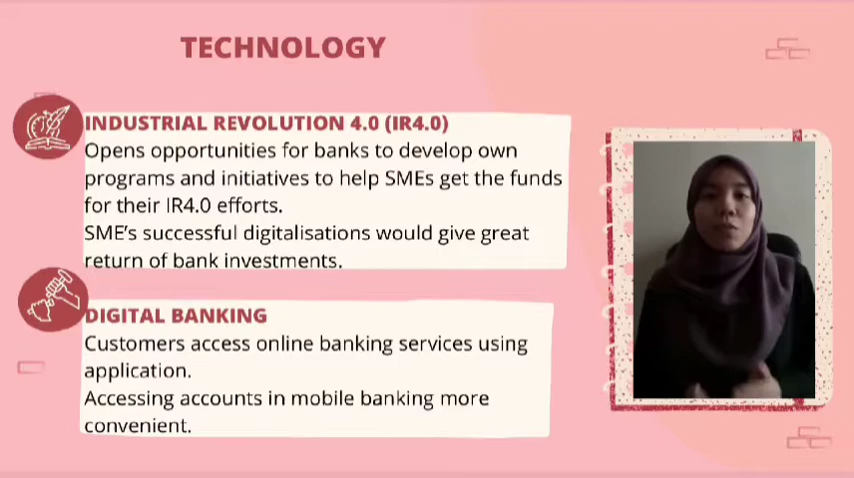 TECHNOLOGY
INDUSTRIAL REVOLUTION 4.0 (IR4.0)
Opens opportunities for banks to develop own
programs and initiatives to help SMEs get the funds
for their IR4.0 efforts.
SME's successful digitalisations would give great
return of bank investments.
DIGITAL BANKING
Customers access online banking services using
application.
Accessing accounts in mobile banking more
convenient.